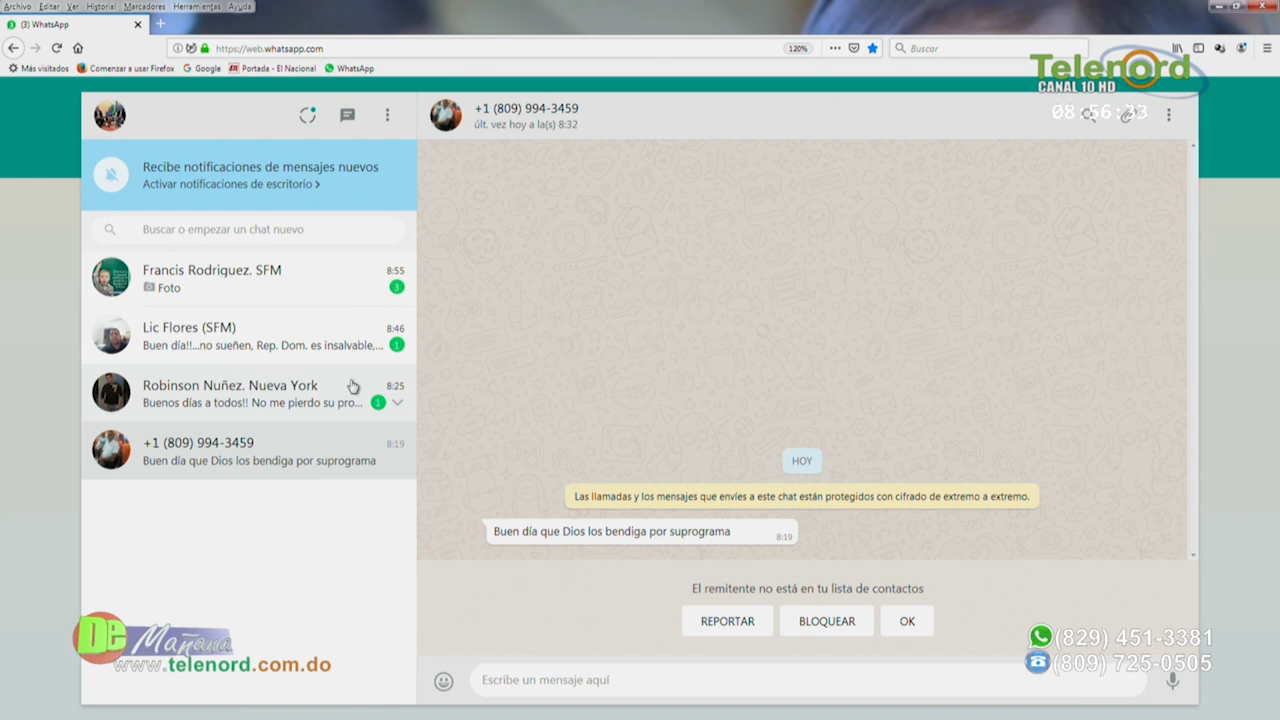 Archivo Editar Ver Historial Marcadores Herramientas Ayuda
(3) WhatsApp
https://web.whatsapp.com
120%
Buscar
Más visitados
Comenzar a usar Firefox
Google
Portada - El Nacional
WhatsApp
Telenord
CANAL 10 HD
08:56:33
+1 (809) 994-3459
últ. vez hoy a la(s) 8:32
Recibe notificaciones de mensajes nuevos
Activar notificaciones de escritorio >
Buscar o empezar un chat nuevo
Francis Rodriguez. SFM
8:55
Foto
3
Lic Flores (SFM)
8:46
Buen día!!...no sueñen, Rep. Dom. es insalvable,...
1
Robinson Nuñez. Nueva York
8:25
Buenos días a todos!! No me pierdo su pro...
1
+1 (809) 994-3459
8:19
Buen día que Dios los bendiga por suprograma
HOY
Las llamadas y los mensajes que envíes a este chat están protegidos con cifrado de extremo a extremo.
Buen día que Dios los bendiga por suprograma
8:19
El remitente no está en tu lista de contactos
REPORTAR
BLOQUEAR
OK
Escribe un mensaje aquí
De Mañana
www.telenord.com.do
(829) 451-3381
(809) 725-0505